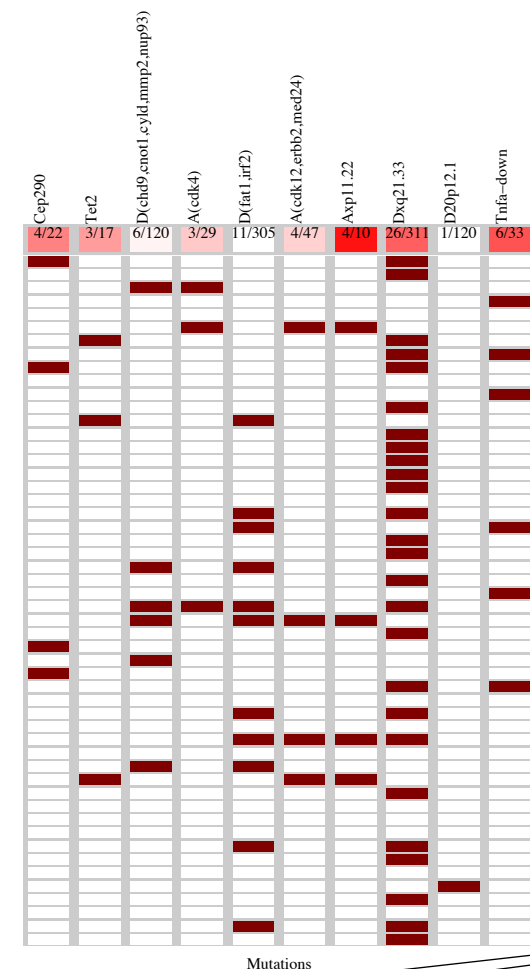 Cep290
Tet2
D(chd9,cnot1,cyld,mmp2,nup93)
A(cdk4)
D(fat1,irf2)
A(cdk12,erbb2,med24)
Axp11.22
Dxq21.33
D20p12.1
Tnfa−down
4/22 3/17 6/120 3/29 11/305 4/47 4/10 26/311 1/120 6/33
Mutations